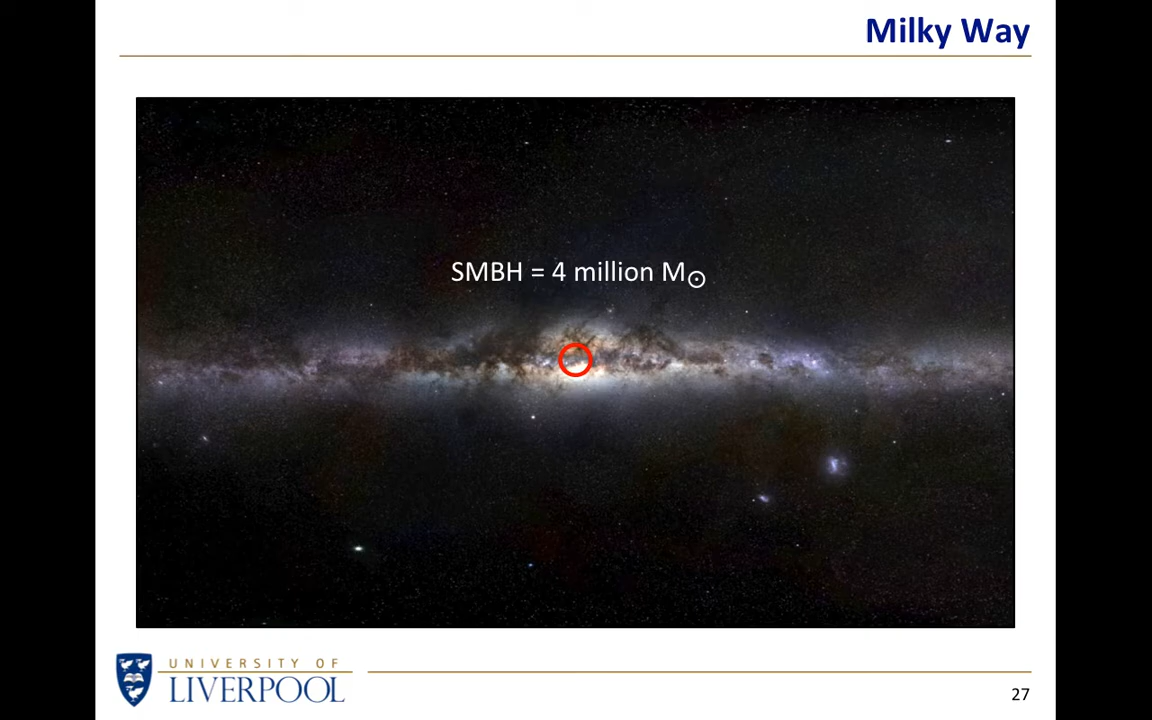 Milky Way
SMBH = 4 million M☉
UNIVERSITY OF
LIVERPOOL
27